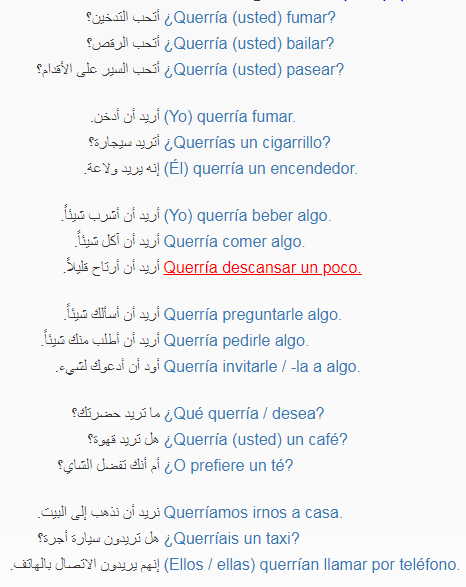 أتحب التدخين؟ ¿Querría (usted) fumar?
أتحب الرقص؟ ¿Querría (usted) bailar?
أتحب السير على الأقدام؟ ¿Querría (usted) pasear?
أريد أن أدخن. (Yo) querría fumar.
أتريد سيجارة؟ ¿Querrías un cigarrillo?
إنه يريد ولاعة. (Él) querría un encendedor.
أريد أن أشرب شيئاً. (Yo) querría beber algo.
أريد أن آكل شيئاً. Querría comer algo.
أريد أن أرتاح قليلاً. Querría descansar un poco.
أريد أن أسألك شيئاً. Querría preguntarle algo.
أريد أن أطلب منك شيئاً. Querría pedirle algo.
أود أن أدعوك لشيء. Querría invitarle / -la a algo.
ما تريد حضرتك؟ ¿Qué querría / desea?
هل تريد قهوة؟ ¿Querría (usted) un café?
أم أنك تفضل الشاي؟ ¿O prefiere un té?
نريد أن نذهب إلى البيت. Querríamos irnos a casa.
هل تريدون سيارة أجرة؟ ¿Querríais un taxi?
إنهم يريدون الاتصال بالهاتف. (Ellos / ellas) querrían llamar por teléfono.